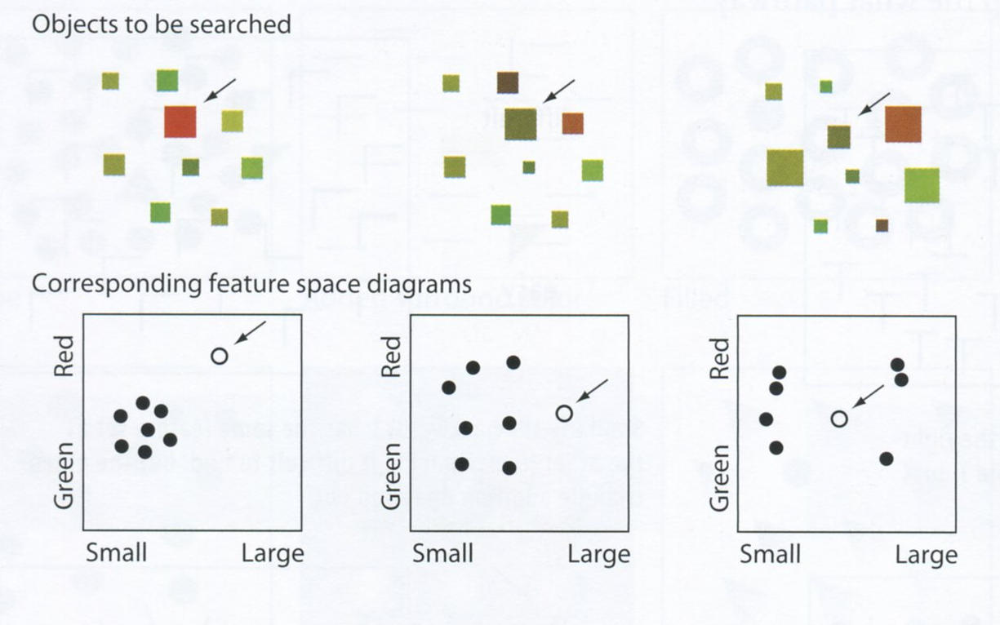 Objects to be searched
Corresponding feature space diagrams
Red
Green
Small Large
Red
Green
Small Large
Red
Green
Small Large